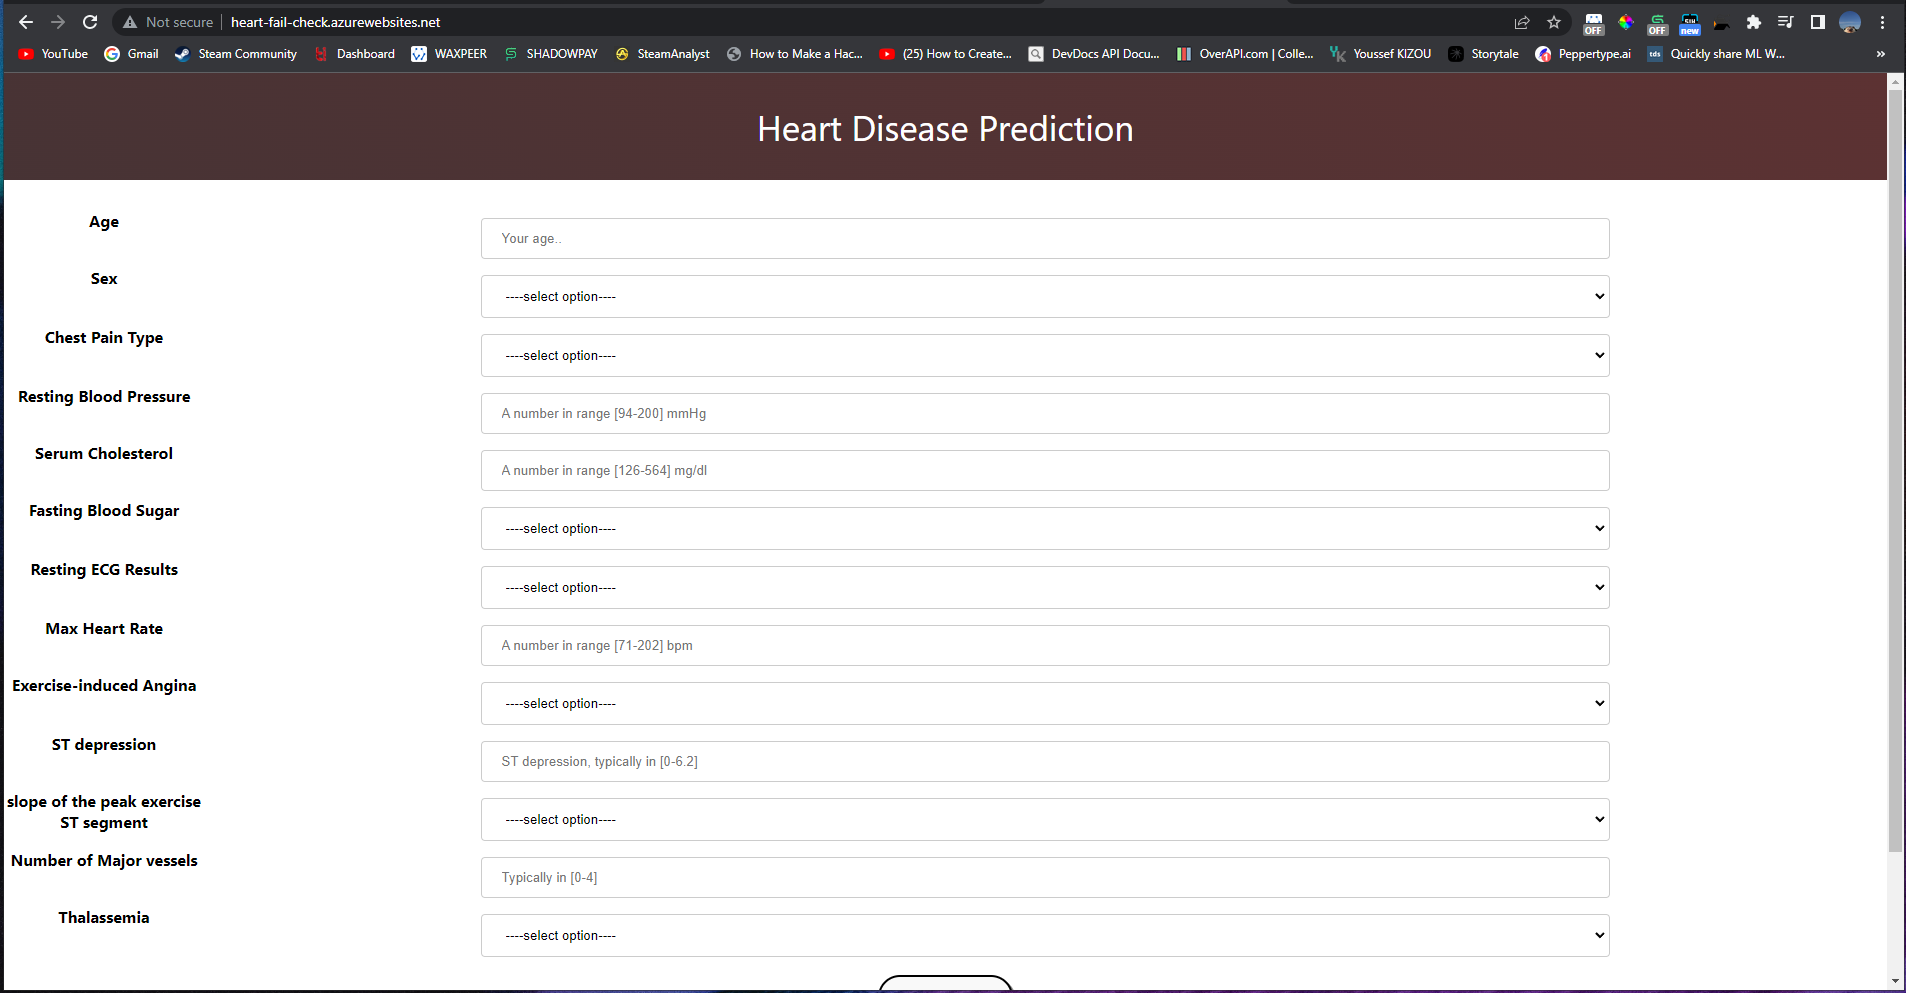 Not secure heart-fail-check.azurewebsites.net
OFF OFF new
YouTube Gmail Steam Community Dashboard WAXPEER SHADOWPAY SteamAnalyst How to Make a Hac... (25) How to Create... DevDocs API Docu... OverAPI.com | Colle... Youssef KIZOU Storytale Peppertype.ai tds Quickly share ML W... »
Heart Disease Prediction
Age
Your age..
Sex
----select option----
Chest Pain Type
----select option----
Resting Blood Pressure
A number in range [94-200] mmHg
Serum Cholesterol
A number in range [126-564] mg/dl
Fasting Blood Sugar
----select option----
Resting ECG Results
----select option----
Max Heart Rate
A number in range [71-202] bpm
Exercise-induced Angina
----select option----
ST depression
ST depression, typically in [0-6.2]
slope of the peak exercise
ST segment
----select option----
Number of Major vessels
Typically in [0-4]
Thalassemia
----select option----